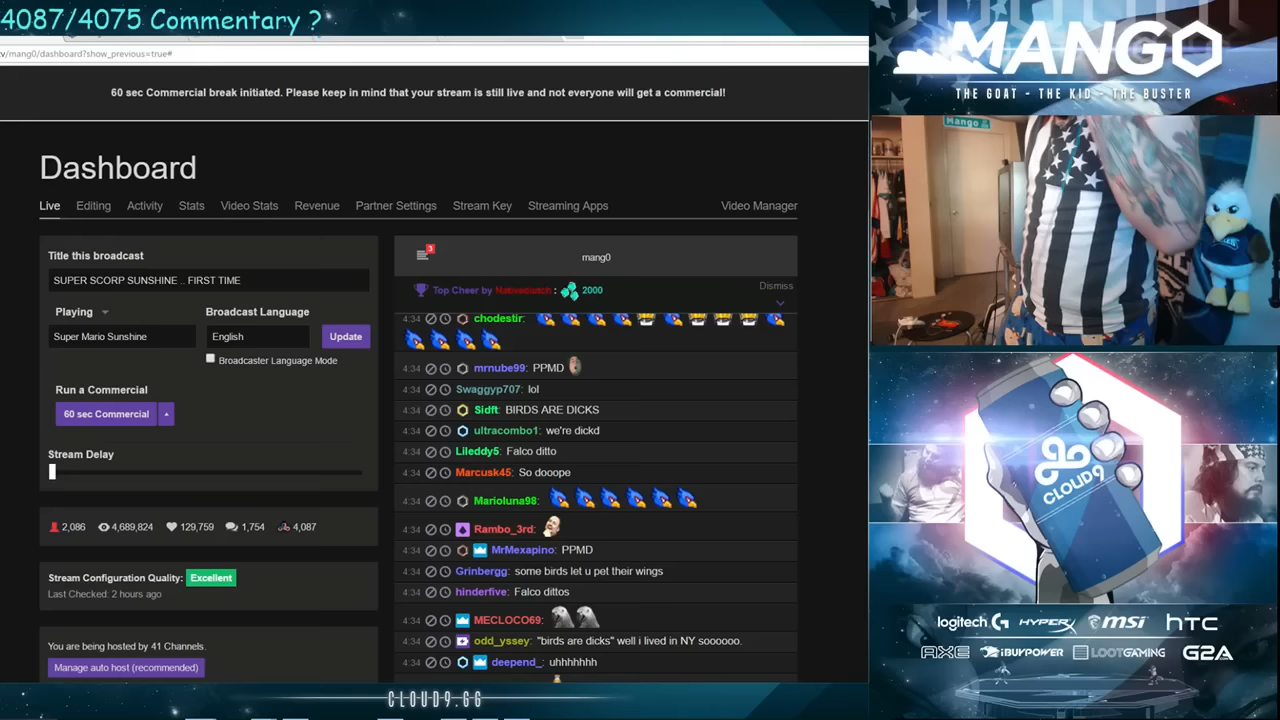 4087/4075 Commentary ?
tv/mang0/dashboard?show_previous=true#
60 sec Commercial break initiated. Please keep in mind that your stream is still live and not everyone will get a commercial!
Dashboard
Live Editing Activity Stats Video Stats Revenue Partner Settings Stream Key Streaming Apps Video Manager
Title this broadcast
SUPER SCORP SUNSHINE .. FIRST TIME
Playing Broadcast Language
Super Mario Sunshine English Update
Broadcaster Language Mode
Run a Commercial
60 sec Commercial
Stream Delay
2,086 4,689,824 129,759 1,754 4,087
Stream Configuration Quality: Excellent
Last Checked: 2 hours ago
You are being hosted by 41 Channels.
Manage auto host (recommended)
3
mang0
Top Cheer by Nativeclutch : 2000
Dismiss
4:34 chodestir:
4:34 mrnube99: PPMD
4:34 Swaggyp707: lol
4:34 Sidft: BIRDS ARE DICKS
4:34 ultracombo1: we're dickd
4:34 Lileddy5: Falco ditto
4:34 Marcusk45: So dooope
4:34 Marioluna98:
4:34 Rambo_3rd:
4:34 MrMexapino: PPMD
4:34 Grinbergg: some birds let u pet their wings
4:34 hinderfive: Falco dittos
4:34 MECLOCO69:
4:34 odd_yssey: "birds are dicks" well i lived in NY sooooo.
4:34 deepend_: uhhhhhhh
CLOUD9.GG
MANGO
THE GOAT - THE KID - THE BUSTER
Mango
CLOUD9
logitech G HYPERX msi HTC
AXE iBUYPOWER LOOTGAMING G2A